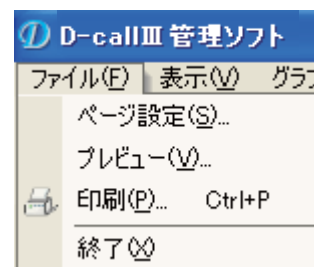 D-callⅢ 管理ソフト
ファイル(F) 表示(V) グラフ
ページ設定(S)...
プレビュー(V)...
印刷(P)... Ctrl+P
終了(X)